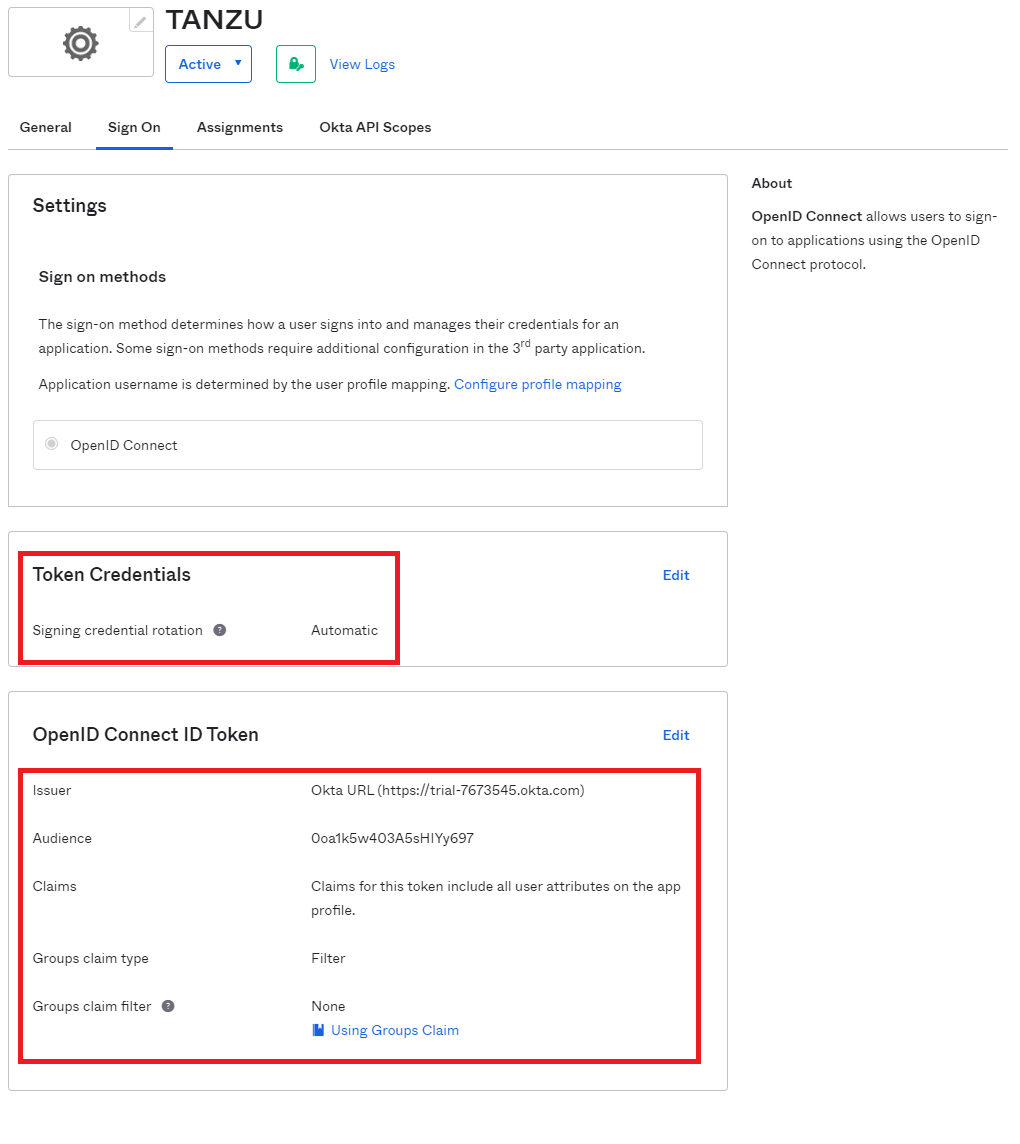 TANZU
Active
View Logs
General
Sign On
Assignments
Okta API Scopes
Settings
Sign on methods
The sign-on method determines how a user signs into and manages their credentials for an
application. Some sign-on methods require additional configuration in the 3rd party application.
Application username is determined by the user profile mapping. Configure profile mapping
OpenID Connect
About
OpenID Connect allows users to sign-
on to applications using the OpenID
Connect protocol.
Token Credentials
Edit
Signing credential rotation ? Automatic
OpenID Connect ID Token
Edit
Issuer Okta URL (https://trial-7673545.okta.com)
Audience 0oa1k5w403A5sHIYy697
Claims Claims for this token include all user attributes on the app
profile.
Groups claim type Filter
Groups claim filter ? None
Using Groups Claim